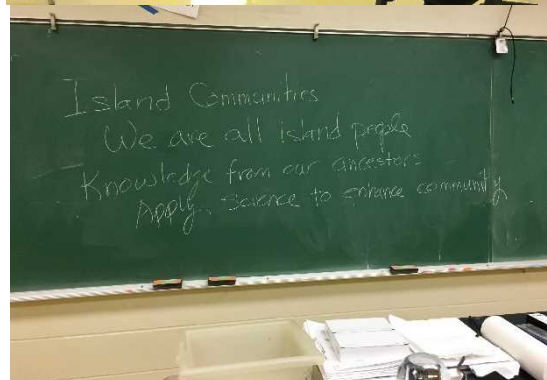 Island Communities
We are all island people
Knowledge from our ancestors
Apply science to enhance community